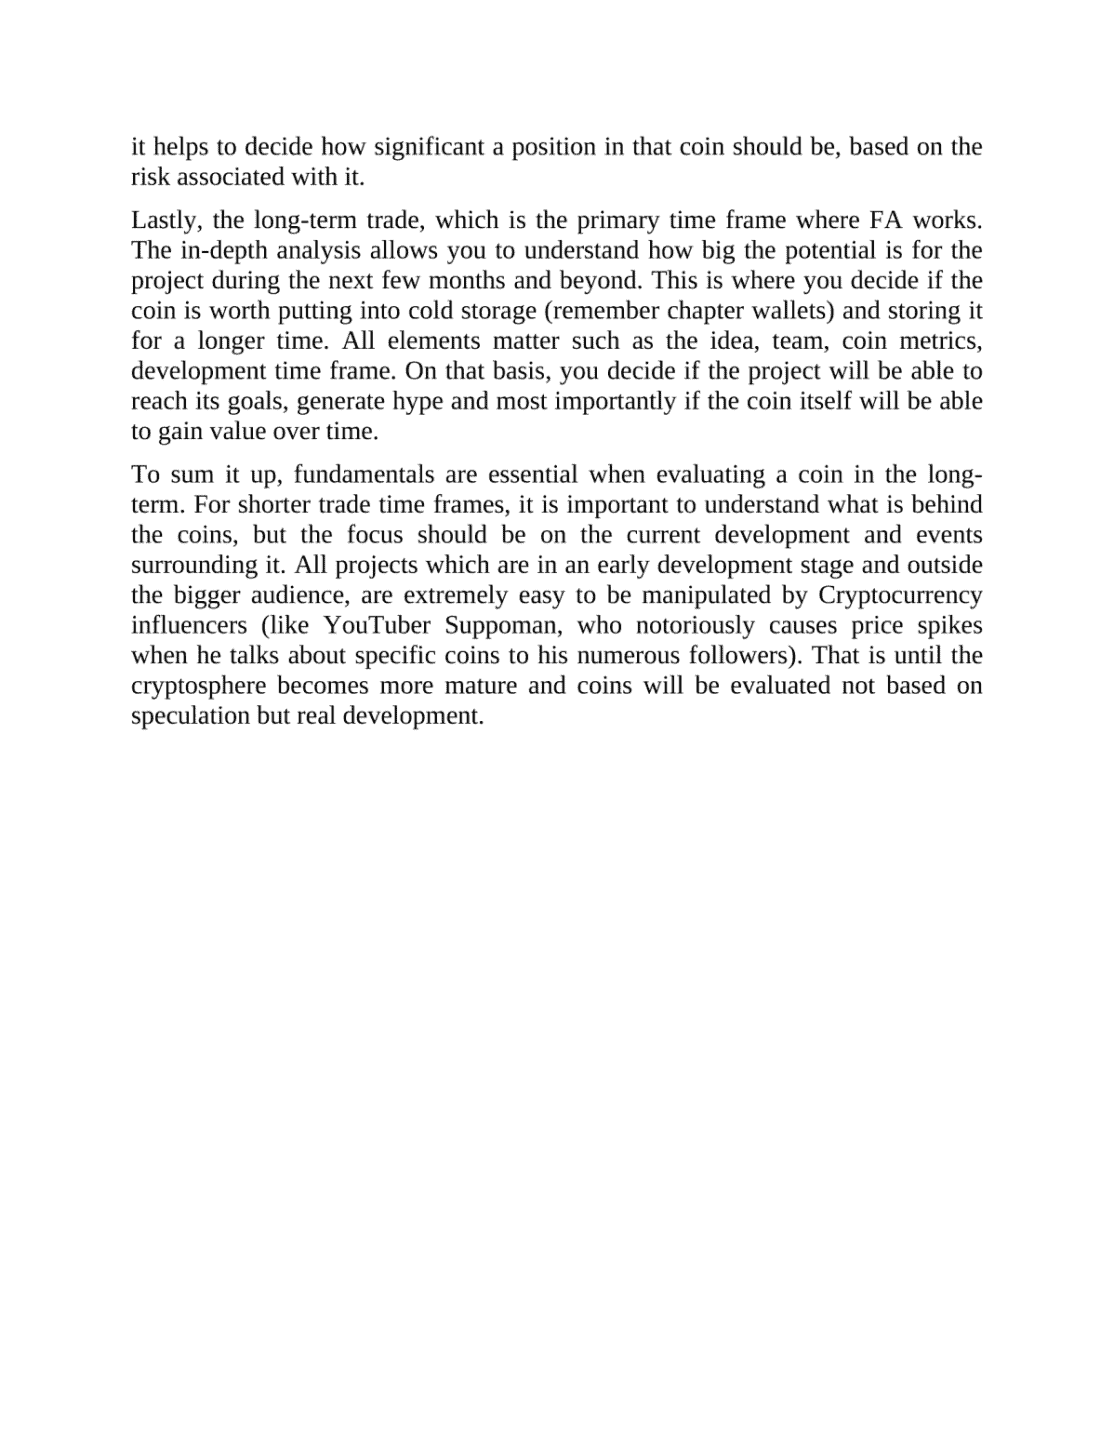 it helps to decide how significant a position in that coin should be, based on the
risk associated with it.
Lastly, the long-term trade, which is the primary time frame where FA works.
The in-depth analysis allows you to understand how big the potential is for the
project during the next few months and beyond. This is where you decide if the
coin is worth putting into cold storage (remember chapter wallets) and storing it
for a longer time. All elements matter such as the idea, team, coin metrics,
development time frame. On that basis, you decide if the project will be able to
reach its goals, generate hype and most importantly if the coin itself will be able
to gain value over time.
To sum it up, fundamentals are essential when evaluating a coin in the long-
term. For shorter trade time frames, it is important to understand what is behind
the coins, but the focus should be on the current development and events
surrounding it. All projects which are in an early development stage and outside
the bigger audience, are extremely easy to be manipulated by Cryptocurrency
influencers (like YouTuber Suppoman, who notoriously causes price spikes
when he talks about specific coins to his numerous followers). That is until the
cryptosphere becomes more mature and coins will be evaluated not based on
speculation but real development.